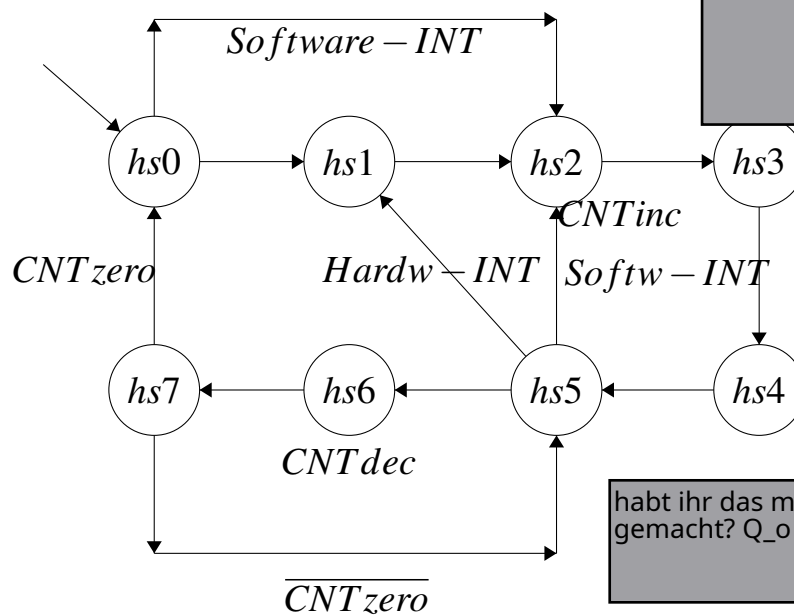 Software – INT
hs0
hs1
hs2
hs3
CNTinc
CNTzero
Hardw – INT
Softw – INT
hs7
hs6
hs5
hs4
CNTdec
habt ihr das m
gemacht? Q_o
CNTzero